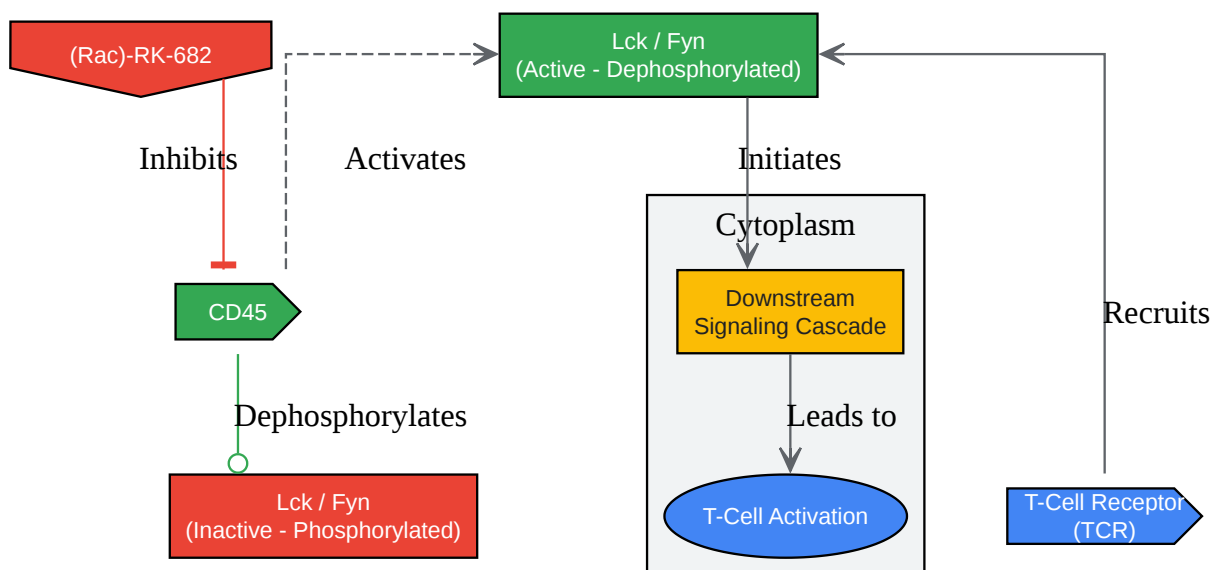 (Rac)-RK-682
Lck / Fyn
(Active - Dephosphorylated)
Inhibits
Activates
Initiates
Cytoplasm
CD45
Downstream
Signaling Cascade
Recruits
Dephosphorylates
Leads to
Lck / Fyn
(Inactive - Phosphorylated)
T-Cell Activation
T-Cell Receptor
(TCR)